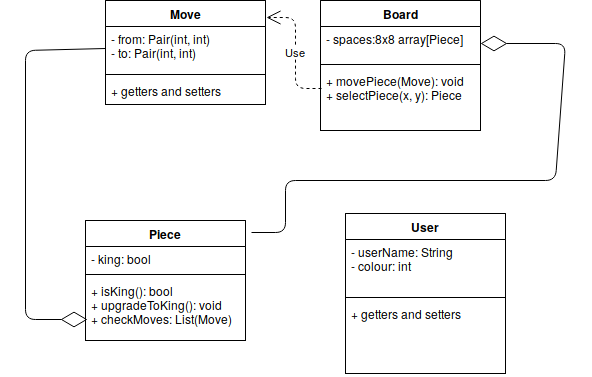 Move
- from: Pair(int, int)
- to: Pair(int, int)
+ getters and setters
Use
Board
- spaces:8x8 array[Piece]
+ movePiece(Move): void
+ selectPiece(x, y): Piece
Piece
- king: bool
+ isKing(): bool
+ upgradeToKing(): void
+ checkMoves: List(Move)
User
- userName: String
- colour: int
+ getters and setters